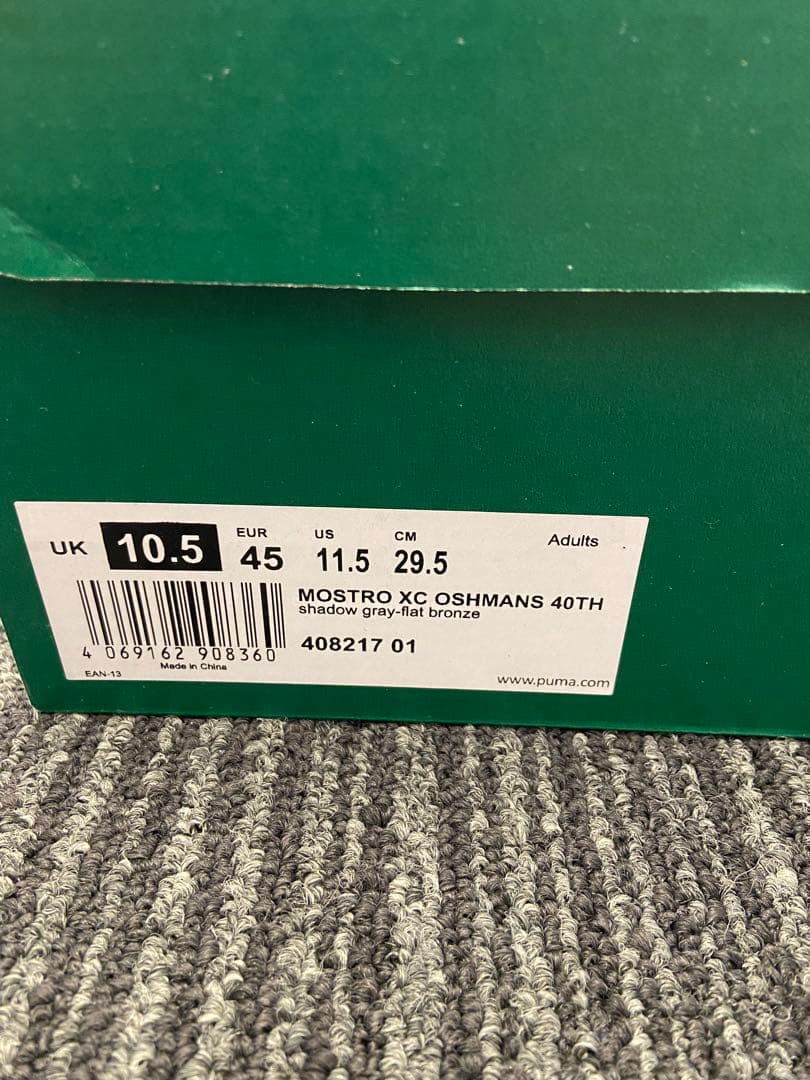 UK 10.5 EUR 45 US 11.5 CM 29.5 Adults
MOSTRO XC OSHMANS 40TH
shadow gray-flat bronze
408217 01
4 069162 908360
EAN-13 Made in China
www.puma.com